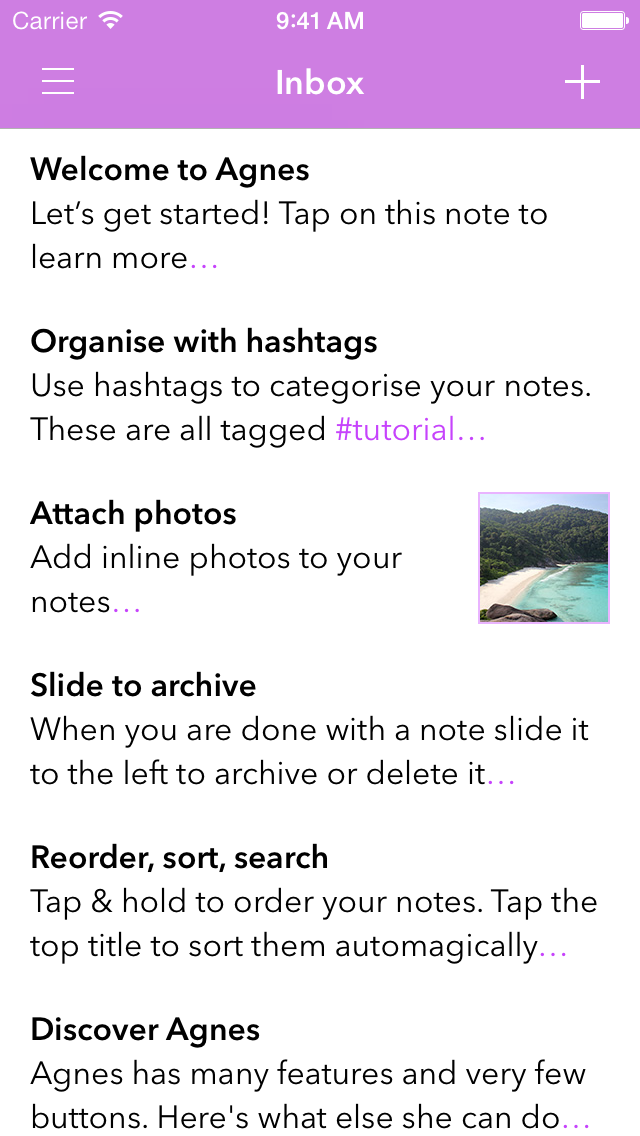 Carrier 9:41 AM
Inbox
Welcome to Agnes
Let’s get started! Tap on this note to
learn more…
Organise with hashtags
Use hashtags to categorise your notes.
These are all tagged #tutorial…
Attach photos
Add inline photos to your
notes…
Slide to archive
When you are done with a note slide it
to the left to archive or delete it…
Reorder, sort, search
Tap & hold to order your notes. Tap the
top title to sort them automagically…
Discover Agnes
Agnes has many features and very few
buttons. Here's what else she can do…